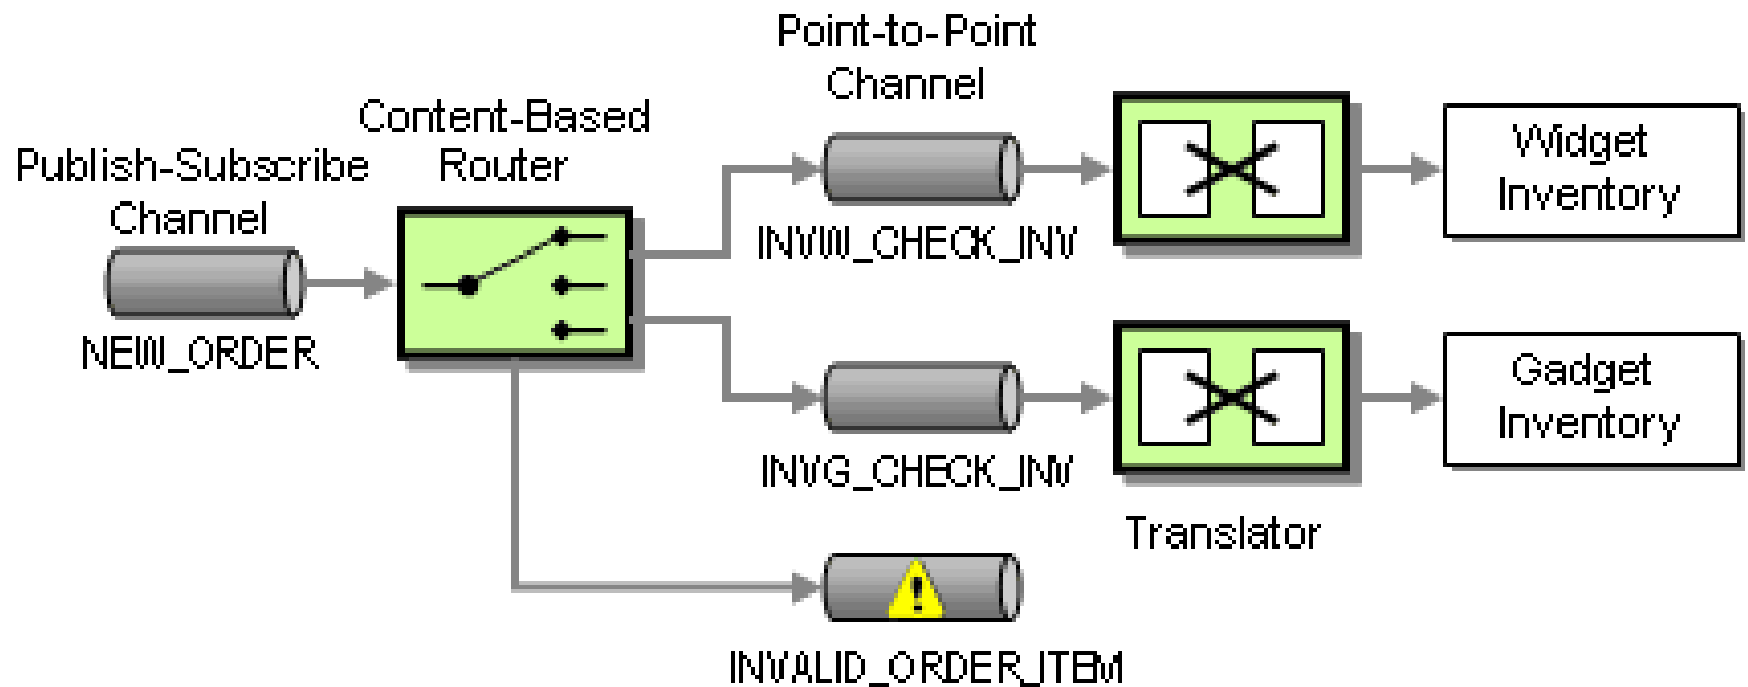 Point-to-Point
Channel
Content-Based
Router
Publish-Subscribe
Channel
NEW_ORDER
INVW_CHECK_INV
Widget
Inventory
INVG_CHECK_INV
Gadget
Inventory
Translator
!
INVALID_ORDER_ITEM